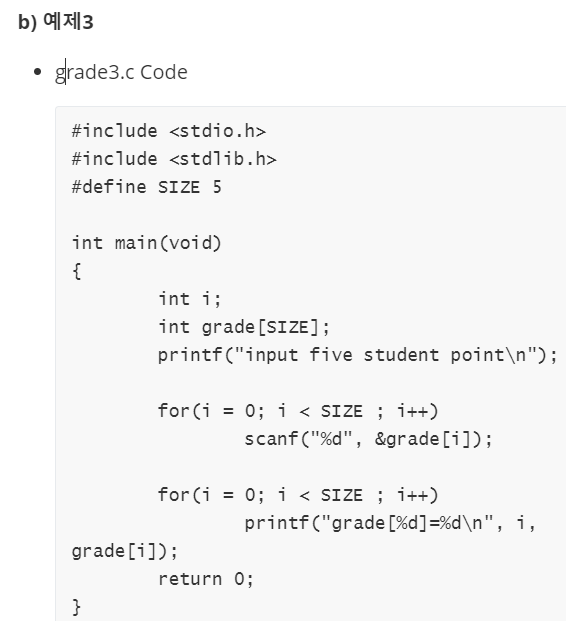 b) 예제3
• grade3.c Code
#include <stdio.h>
#include <stdlib.h>
#define SIZE 5

int main(void)
{
        int i;
        int grade[SIZE];
        printf("input five student point\n");

        for(i = 0; i < SIZE ; i++)
                scanf("%d", &grade[i]);

        for(i = 0; i < SIZE ; i++)
                printf("grade[%d]=%d\n", i,
grade[i]);
        return 0;
}